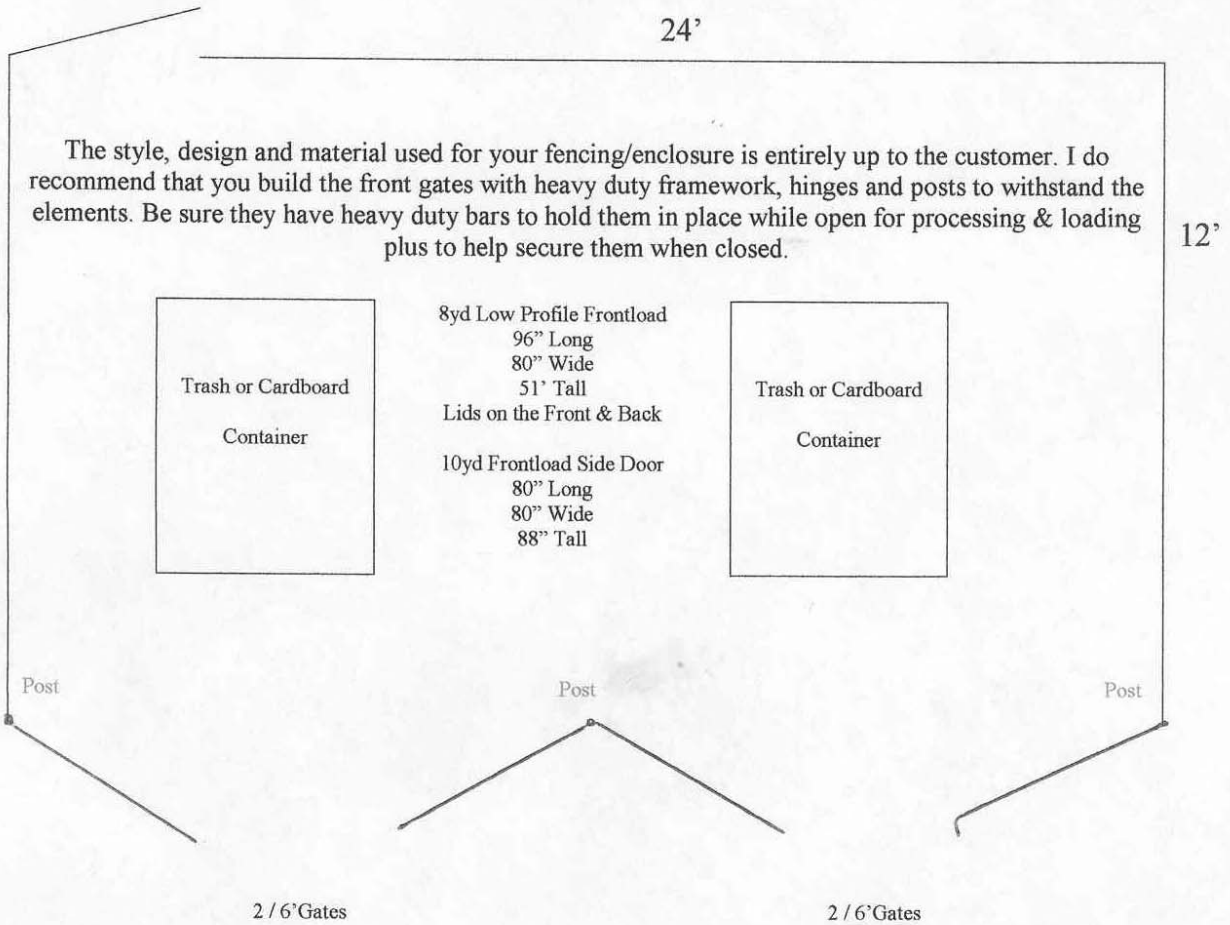 24’
The style, design and material used for your fencing/enclosure is entirely up to the customer. I do
recommend that you build the front gates with heavy duty framework, hinges and posts to withstand the
elements. Be sure they have heavy duty bars to hold them in place while open for processing & loading
plus to help secure them when closed.
12’
8yd Low Profile Frontload
96” Long
80” Wide
51’ Tall
Lids on the Front & Back
10yd Frontload Side Door
80” Long
80” Wide
88” Tall
Trash or Cardboard
Container
Trash or Cardboard
Container
Post
Post
Post
2 / 6’Gates
2 / 6’Gates